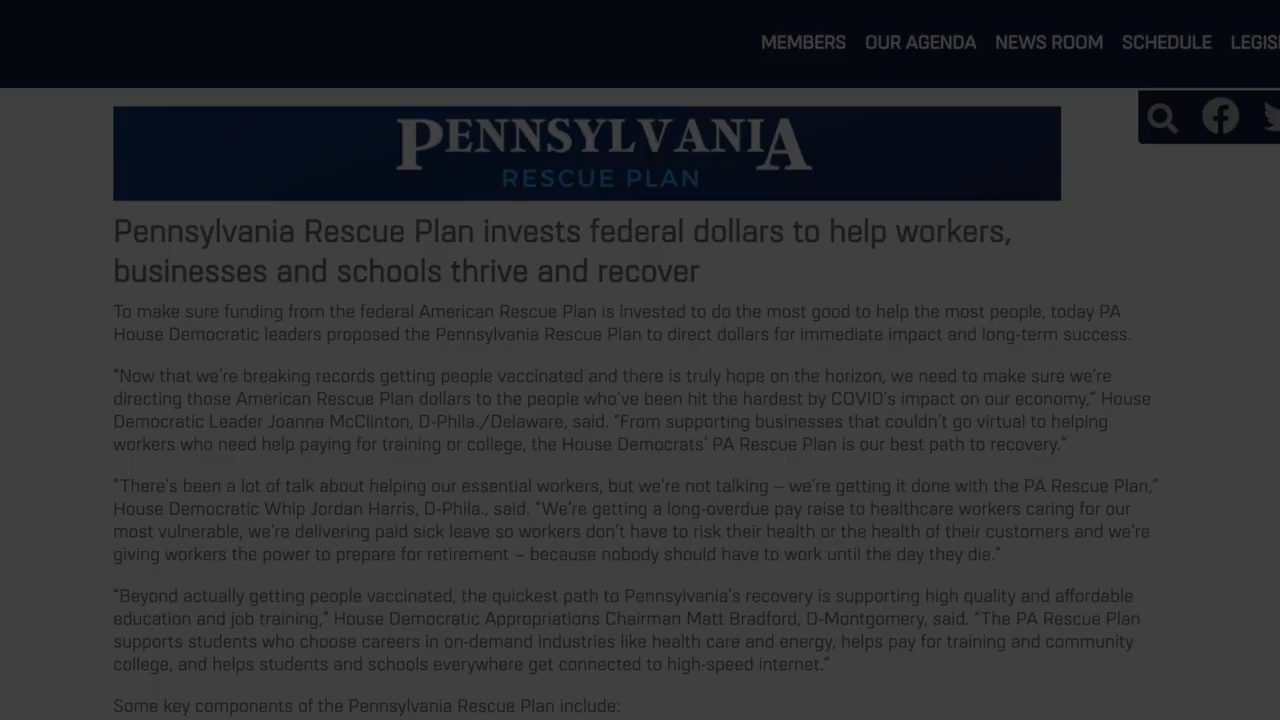 MEMBERS OUR AGENDA NEWS ROOM SCHEDULE
PENNSYLVANIA
RESCUE PLAN
Pennsylvania Rescue Plan invests federal dollars to help workers,
businesses and schools thrive and recover
To make sure funding from the federal American Rescue Plan is invested to do the most good to help the most people, today PA
House Democratic leaders proposed the Pennsylvania Rescue Plan to direct dollars for immediate impact and long-term success.
“Now that we’re breaking records getting people vaccinated and there is truly hope on the horizon, we need to make sure we’re
directing those American Rescue Plan dollars to the people who’ve been hit the hardest by COVID’s impact on our economy,” House
Democratic Leader Joanna McClinton, D-Phila./Delaware, said. “From supporting businesses that couldn’t go virtual to helping
workers who need help paying for training or college, the House Democrats’ PA Rescue Plan is our best path to recovery.”
“There’s been a lot of talk about helping our essential workers, but we’re not talking -- we’re getting it done with the PA Rescue Plan,”
House Democratic Whip Jordan Harris, D-Phila., said. “We’re getting a long-overdue pay raise to healthcare workers caring for our
most vulnerable, we’re delivering paid sick leave so workers don’t have to risk their health or the health of their customers and we’re
giving workers the power to prepare for retirement – because nobody should have to work until the day they die.”
“Beyond actually getting people vaccinated, the quickest path to Pennsylvania’s recovery is supporting high quality and affordable
education and job training,” House Democratic Appropriations Chairman Matt Bradford, D-Montgomery, said. “The PA Rescue Plan
supports students who choose careers in on-demand industries like health care and energy, helps pay for training and community
college, and helps students and schools everywhere get connected to high-speed internet.”
Some key components of the Pennsylvania Rescue Plan include: